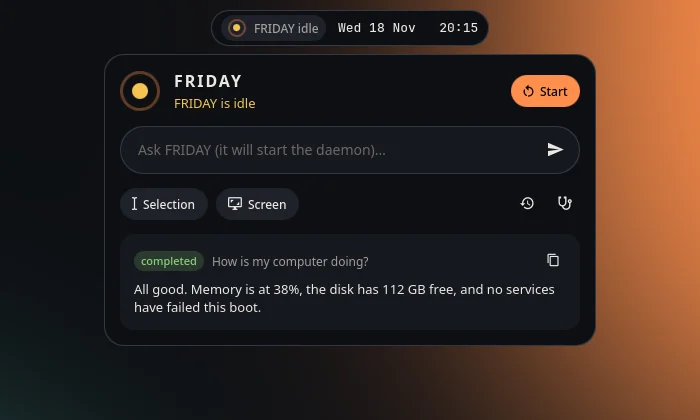 FRIDAY idle Wed 18 Nov 20:15
FRIDAY
FRIDAY is idle
Start
Ask FRIDAY (it will start the daemon)...
Selection
Screen
completed How is my computer doing?
All good. Memory is at 38%, the disk has 112 GB free, and no services
have failed this boot.